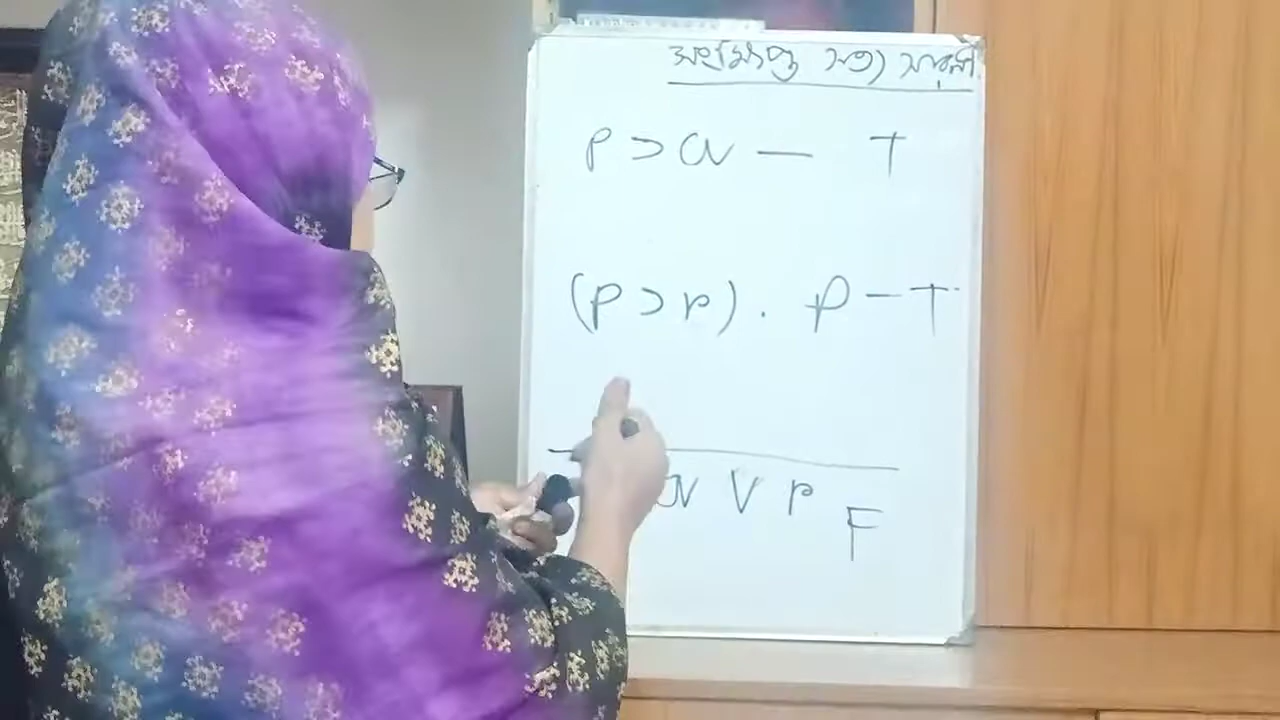 সংক্ষিপ্ত সত্য সারণী
P ⊃ Q — T
(P ⊃ r) . P — T
Q V r F